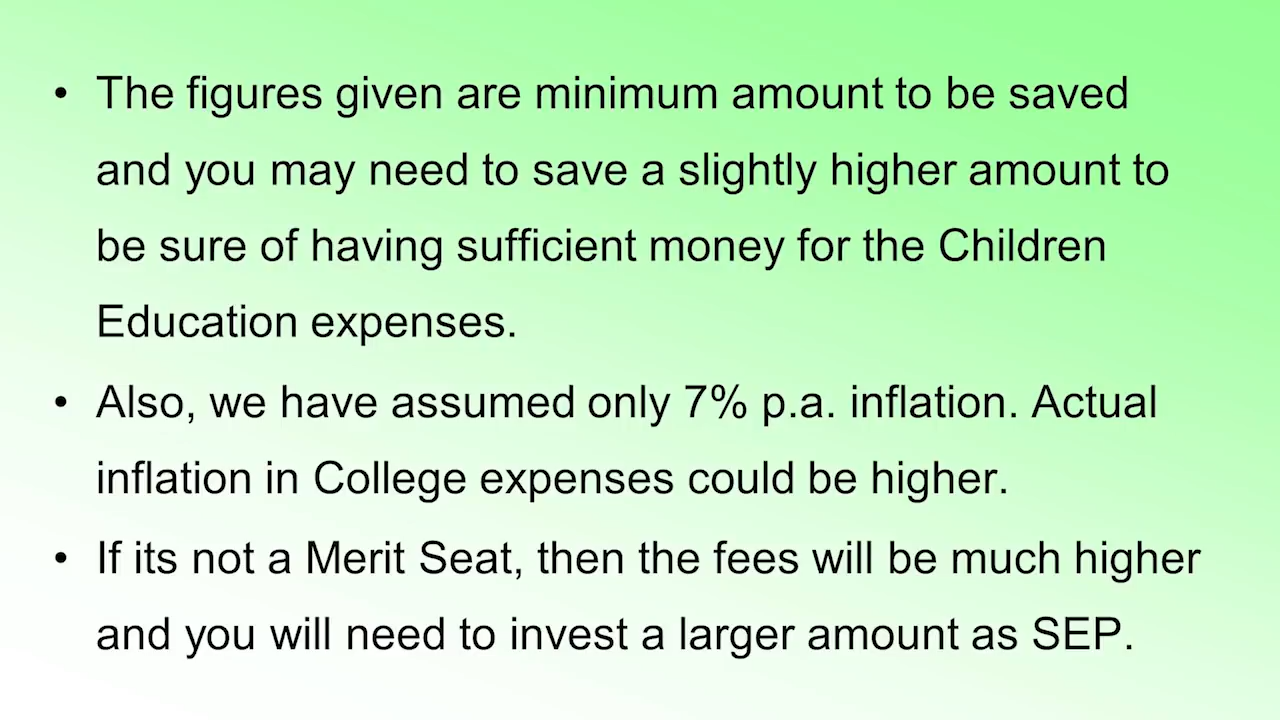 • The figures given are minimum amount to be saved
and you may need to save a slightly higher amount to
be sure of having sufficient money for the Children
Education expenses.
• Also, we have assumed only 7% p.a. inflation. Actual
inflation in College expenses could be higher.
• If its not a Merit Seat, then the fees will be much higher
and you will need to invest a larger amount as SEP.